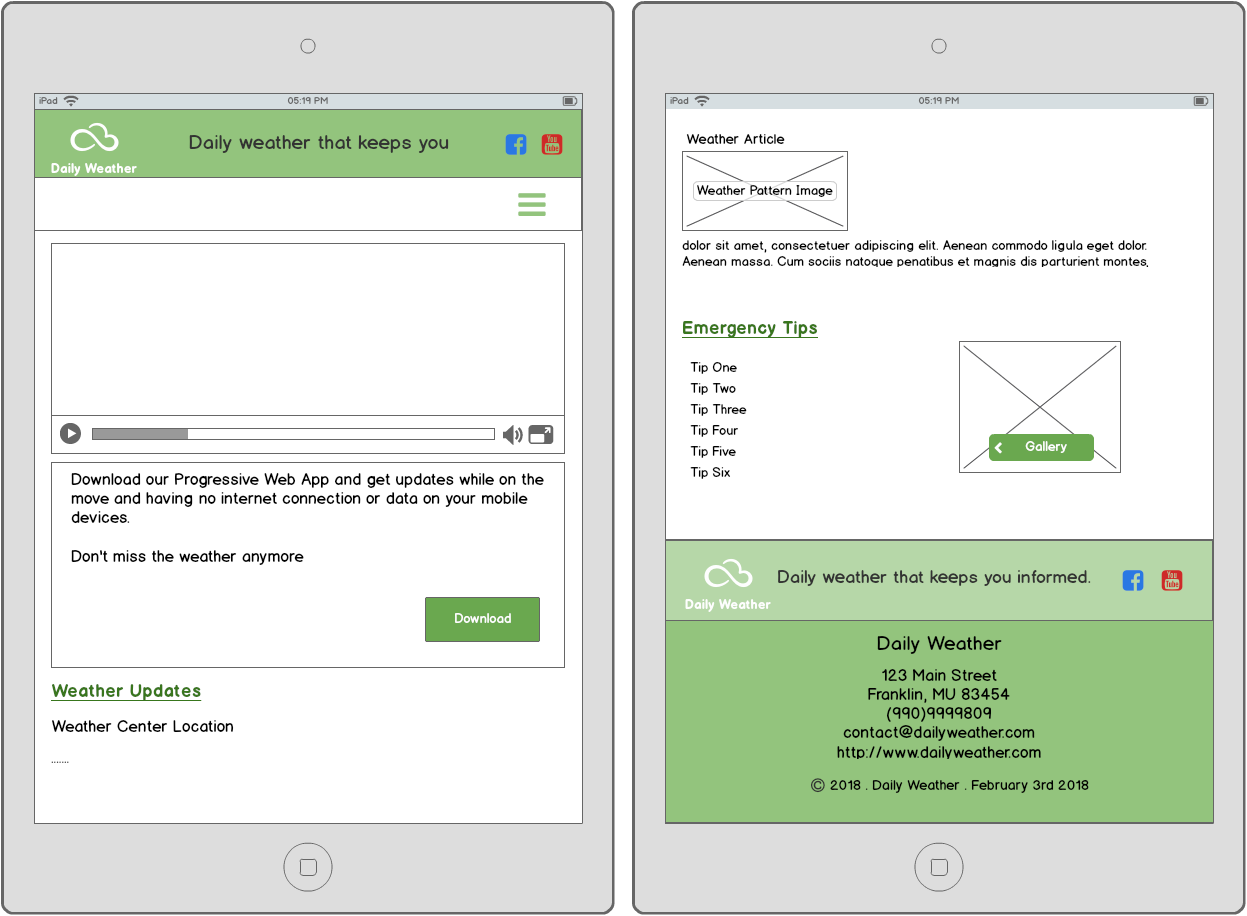 iPad
05:19 PM
Daily weather that keeps you
You
Tube
Daily Weather
Download our Progressive Web App and get updates while on the
move and having no internet connection or data on your mobile
devices.
Don't miss the weather anymore
Download
Weather Updates
Weather Center Location
.......
iPad
05:19 PM
Weather Article
Weather Pattern Image
dolor sit amet, consectetuer adipiscing elit. Aenean commodo ligula eget dolor.
Aenean massa. Cum sociis natoque penatibus et magnis dis parturient montes,
Emergency Tips
Tip One
Tip Two
Tip Three
Tip Four
Tip Five
Tip Six
Gallery
Daily weather that keeps you informed.
You
Tube
Daily Weather
Daily Weather
123 Main Street
Franklin, MU 83454
(990)9999809
contact@dailyweather.com
http://www.dailyweather.com
© 2018 . Daily Weather . February 3rd 2018